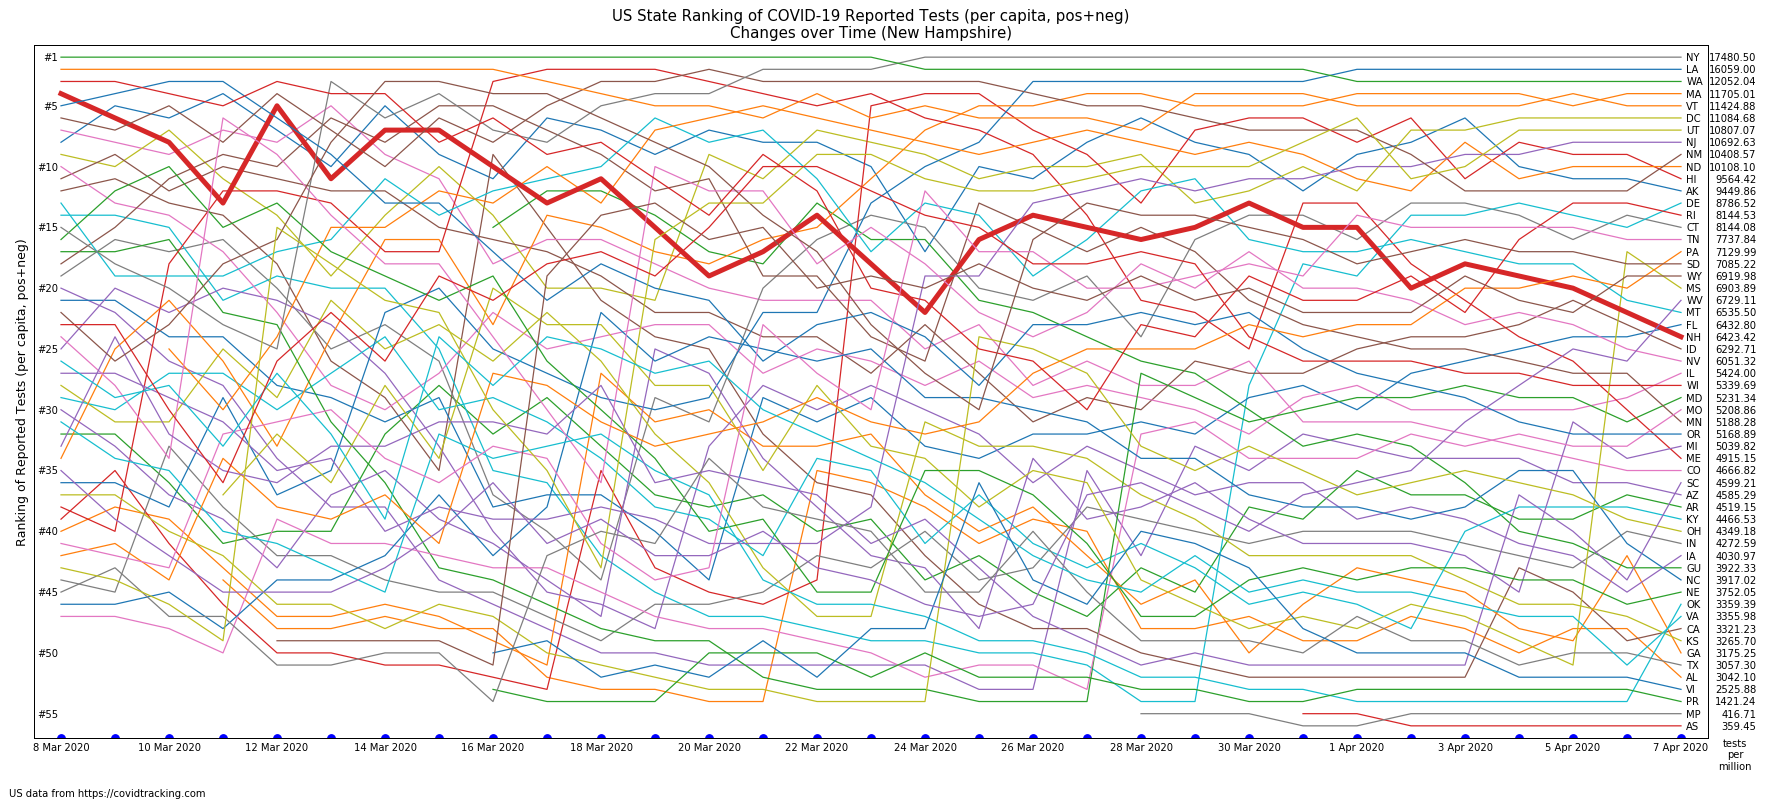 US State Ranking of COVID-19 Reported Tests (per capita, pos+neg)
Changes over Time (New Hampshire)
Ranking of Reported Tests (per capita, pos+neg)
#1
#5
#10
#15
#20
#25
#30
#35
#40
#45
#50
#55
NY 17480.50
LA 16059.00
WA 12052.04
MA 11705.01
VT 11424.88
DC 11084.68
UT 10807.07
NJ 10692.63
NM 10408.57
ND 10108.10
HI 9564.42
AK 9449.86
DE 8786.52
RI 8144.53
CT 8144.08
TN 7737.84
PA 7129.99
SD 7085.22
WY 6919.98
MS 6903.89
WV 6729.11
MT 6535.50
FL 6432.80
NH 6423.42
ID 6292.71
NV 6051.32
IL 5424.00
WI 5339.69
MD 5231.34
MO 5208.86
MN 5188.28
OR 5168.89
MI 5039.82
ME 4915.15
CO 4666.82
SC 4599.21
AZ 4585.29
AR 4519.15
KY 4466.53
OH 4349.18
IN 4272.59
IA 4030.97
GU 3922.33
NC 3917.02
NE 3752.05
OK 3359.39
VA 3355.98
CA 3321.23
KS 3265.70
GA 3175.25
TX 3057.30
AL 3042.10
VI 2525.88
PR 1421.24
MP 416.71
AS 359.45
8 Mar 2020 10 Mar 2020 12 Mar 2020 14 Mar 2020 16 Mar 2020 18 Mar 2020 20 Mar 2020 22 Mar 2020 24 Mar 2020 26 Mar 2020 28 Mar 2020 30 Mar 2020 1 Apr 2020 3 Apr 2020 5 Apr 2020 7 Apr 2020
tests
per
million
US data from https://covidtracking.com